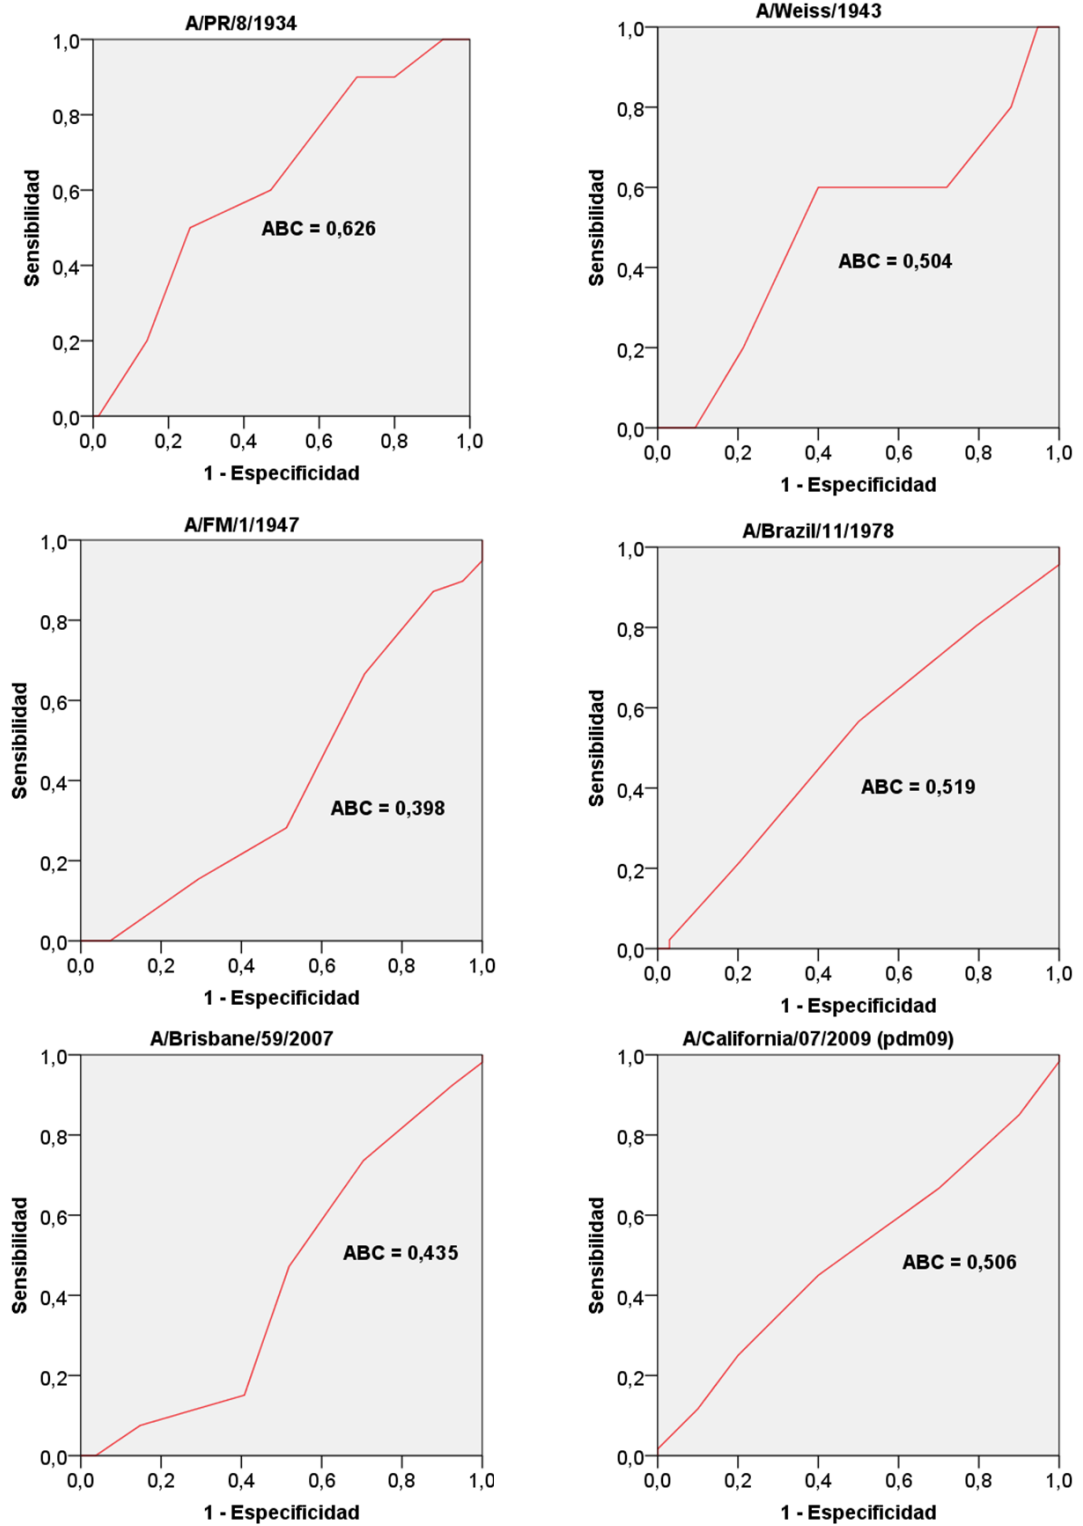 A/PR/8/1934
1,0
0,8
0,6
0,4
0,2
0,0
Sensibilidad
ABC = 0,626
0,0 0,2 0,4 0,6 0,8 1,0
1 - Especificidad
A/Weiss/1943
1,0
0,8
0,6
0,4
0,2
0,0
Sensibilidad
ABC = 0,504
0,0 0,2 0,4 0,6 0,8 1,0
1 - Especificidad
A/FM/1/1947
1,0
0,8
0,6
0,4
0,2
0,0
Sensibilidad
ABC = 0,398
0,0 0,2 0,4 0,6 0,8 1,0
1 - Especificidad
A/Brazil/11/1978
1,0
0,8
0,6
0,4
0,2
0,0
Sensibilidad
ABC = 0,519
0,0 0,2 0,4 0,6 0,8 1,0
1 - Especificidad
A/Brisbane/59/2007
1,0
0,8
0,6
0,4
0,2
0,0
Sensibilidad
ABC = 0,435
0,0 0,2 0,4 0,6 0,8 1,0
1 - Especificidad
A/California/07/2009 (pdm09)
1,0
0,8
0,6
0,4
0,2
0,0
Sensibilidad
ABC = 0,506
0,0 0,2 0,4 0,6 0,8 1,0
1 - Especificidad